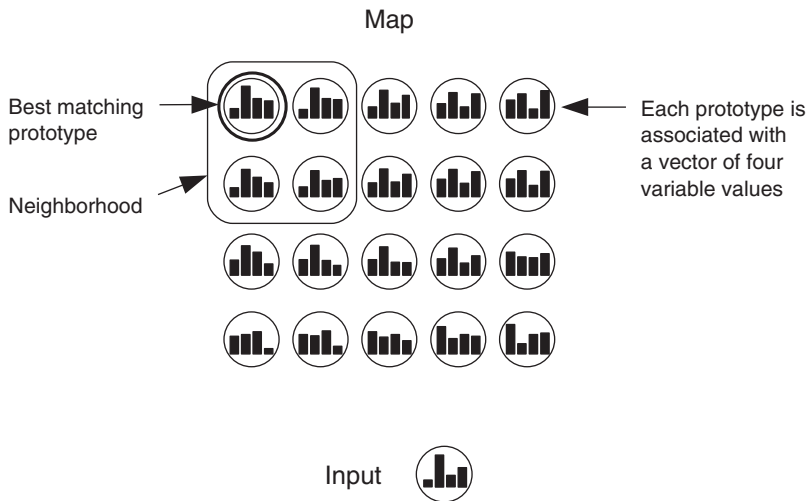 Map
Best matching
prototype
Neighborhood
Each prototype is
associated with
a vector of four
variable values
Input